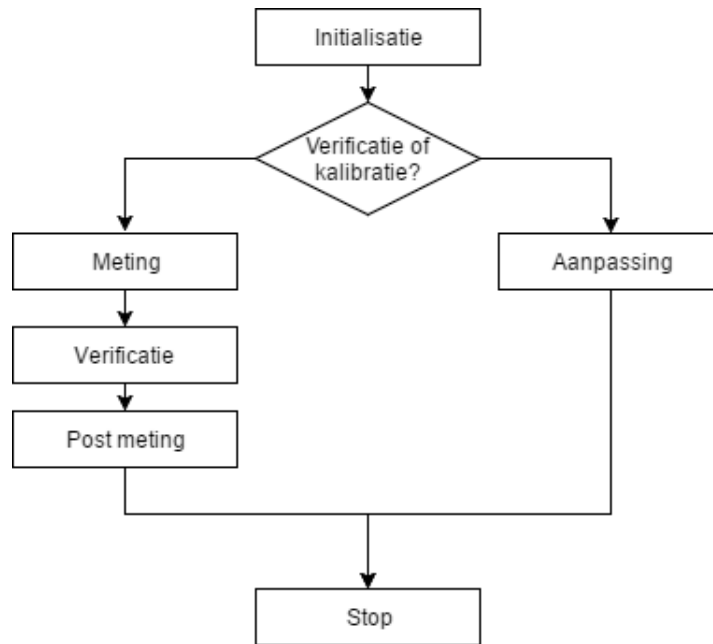 Initialisatie
Verificatie of
kalibratie?
Meting
Aanpassing
Verificatie
Post meting
Stop